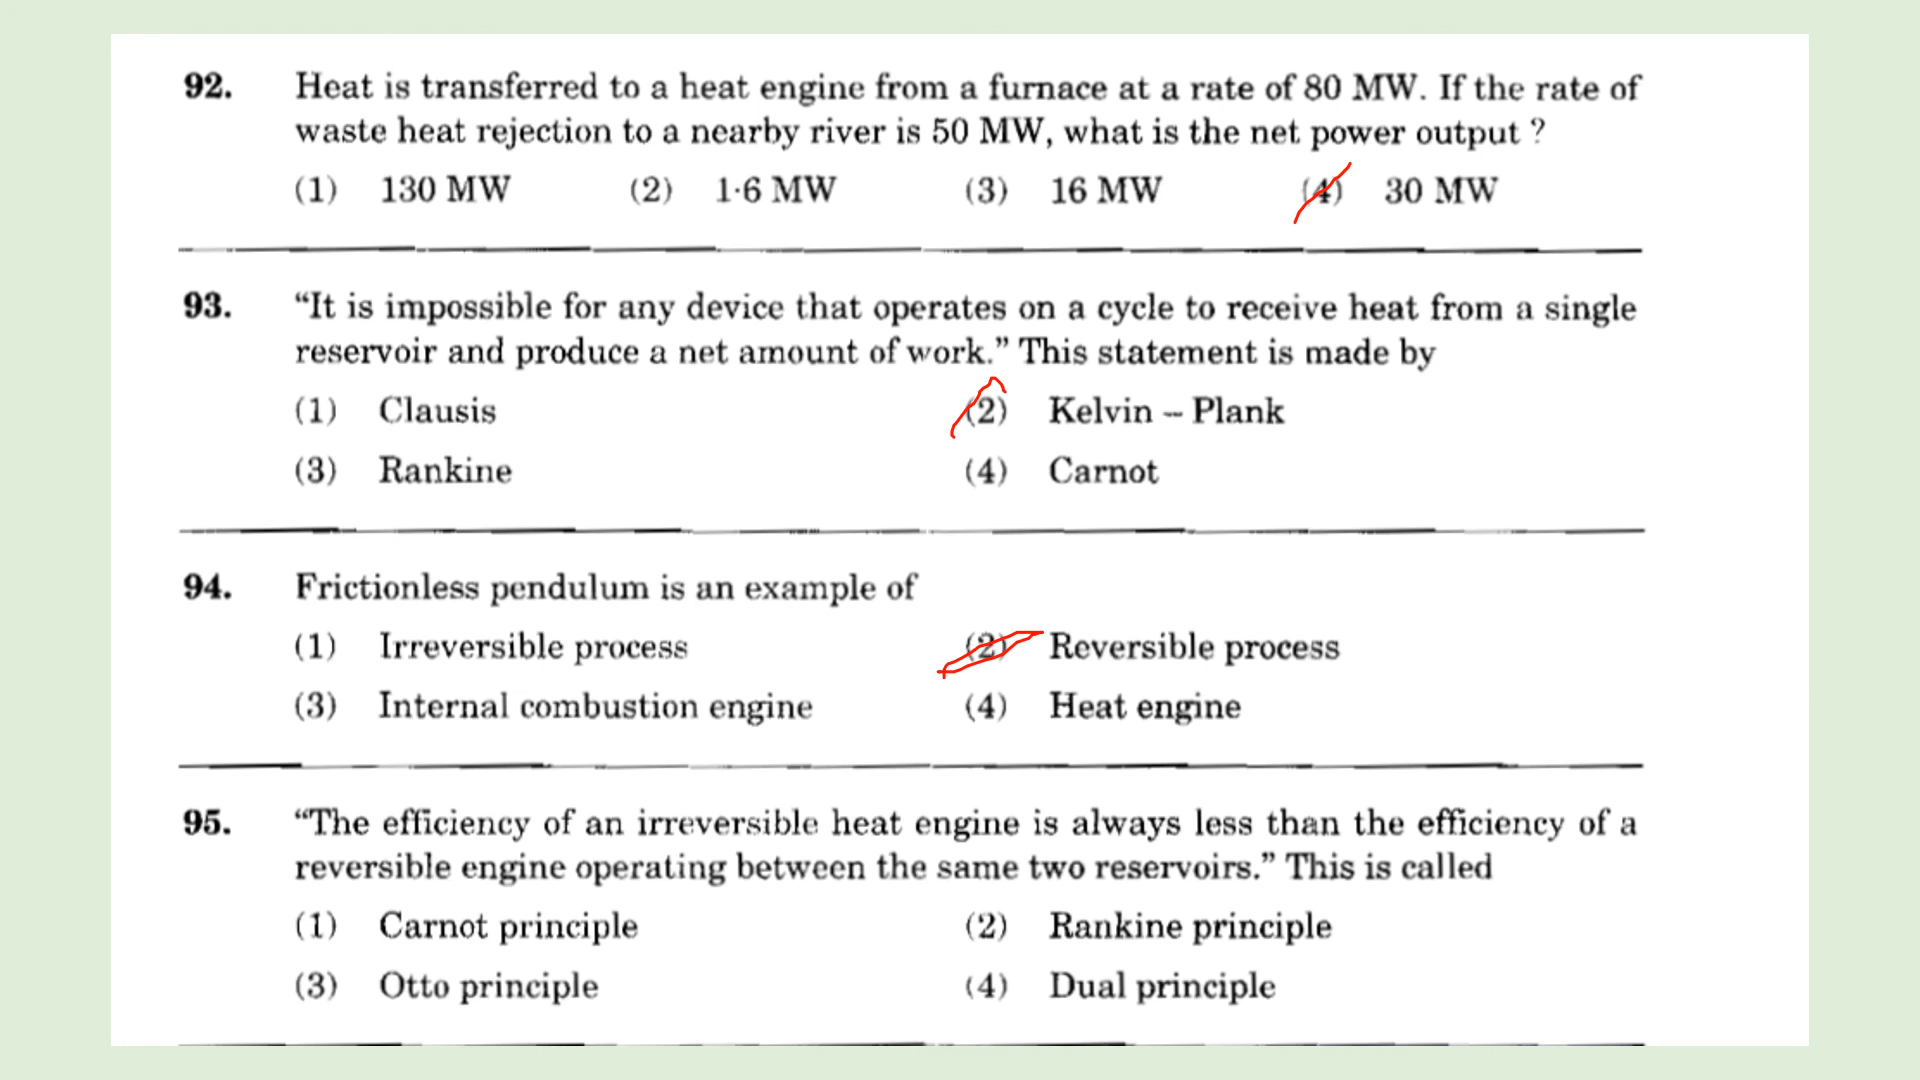 92. Heat is transferred to a heat engine from a furnace at a rate of 80 MW. If the rate of
waste heat rejection to a nearby river is 50 MW, what is the net power output ?
(1) 130 MW (2) 1·6 MW (3) 16 MW (4) 30 MW
93. “It is impossible for any device that operates on a cycle to receive heat from a single
reservoir and produce a net amount of work.” This statement is made by
(1) Clausis (2) Kelvin – Plank
(3) Rankine (4) Carnot
94. Frictionless pendulum is an example of
(1) Irreversible process (2) Reversible process
(3) Internal combustion engine (4) Heat engine
95. “The efficiency of an irreversible heat engine is always less than the efficiency of a
reversible engine operating between the same two reservoirs.” This is called
(1) Carnot principle (2) Rankine principle
(3) Otto principle (4) Dual principle